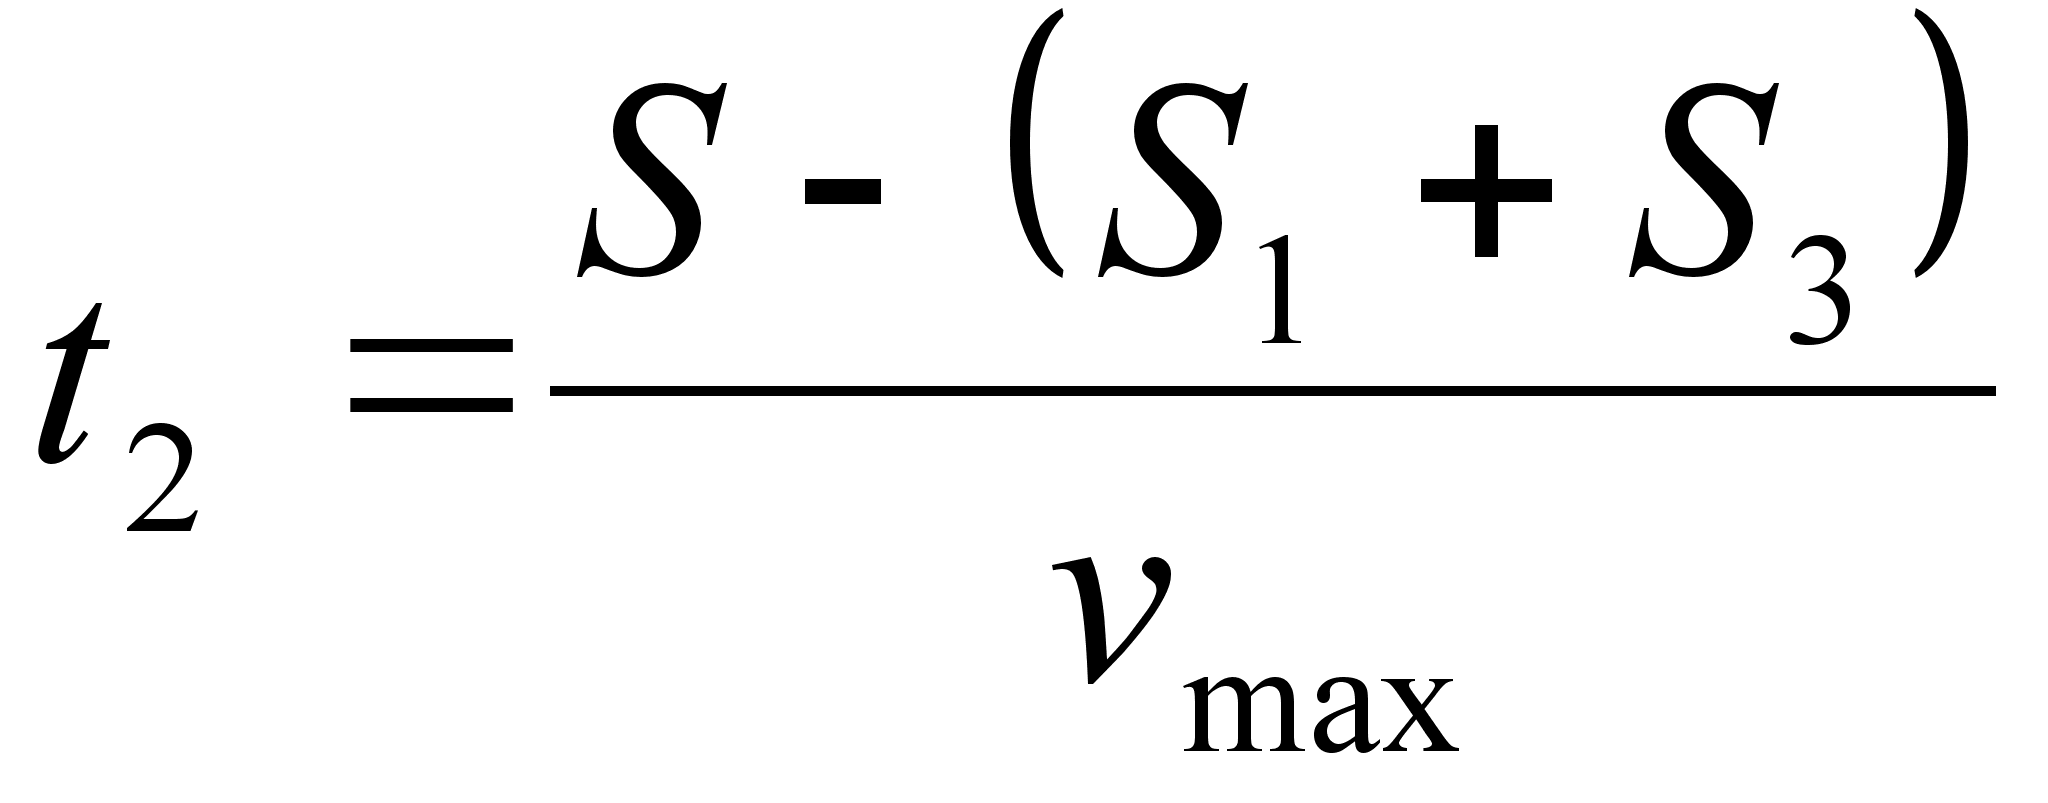 t₂ = (S - (S₁ + S₃)) / v_max